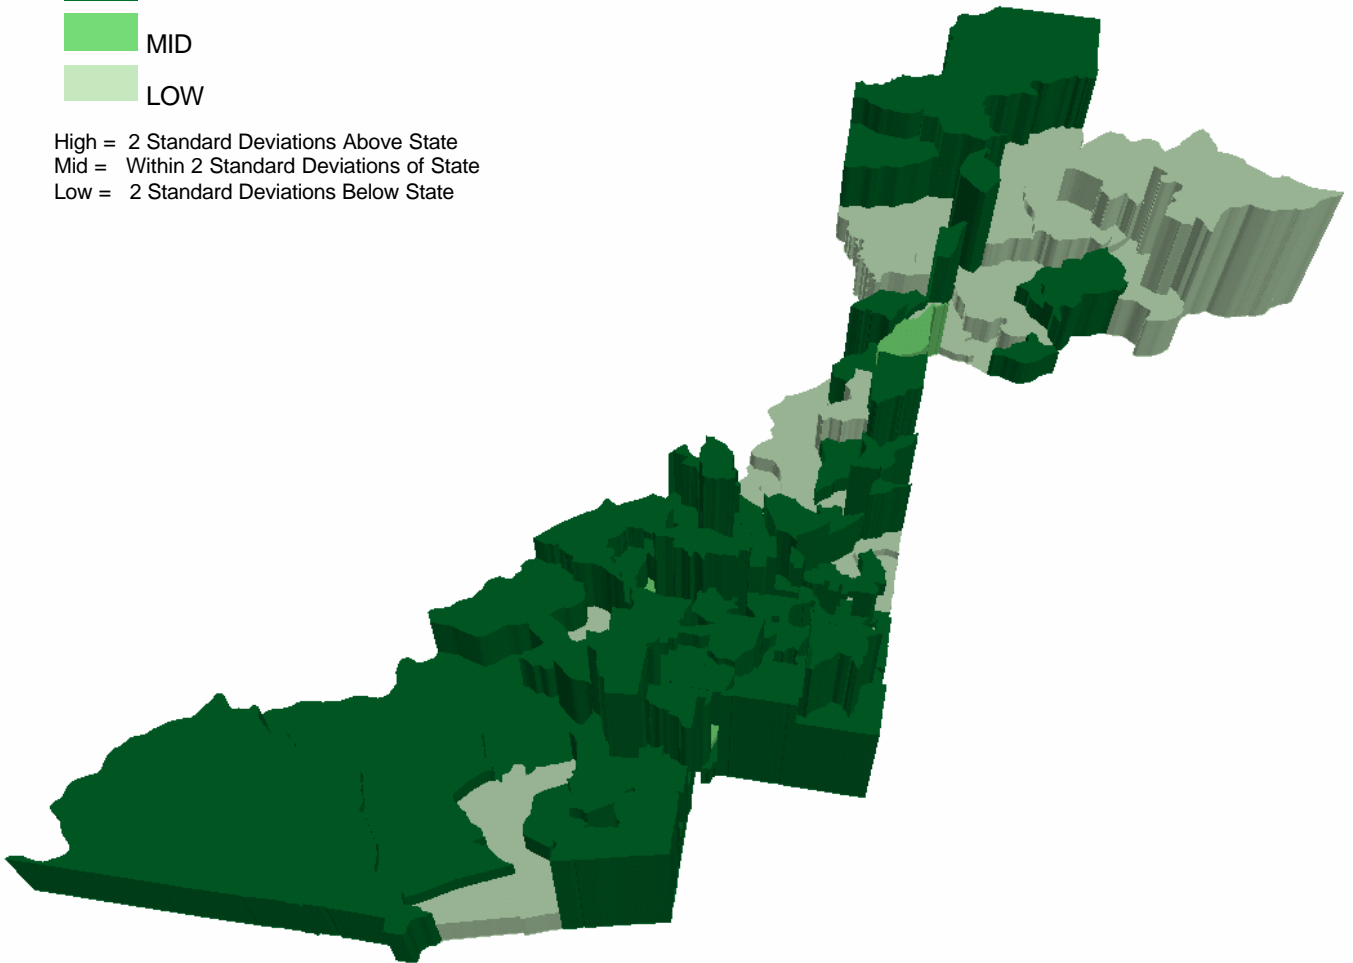 MID
LOW
High = 2 Standard Deviations Above State
Mid = Within 2 Standard Deviations of State
Low = 2 Standard Deviations Below State